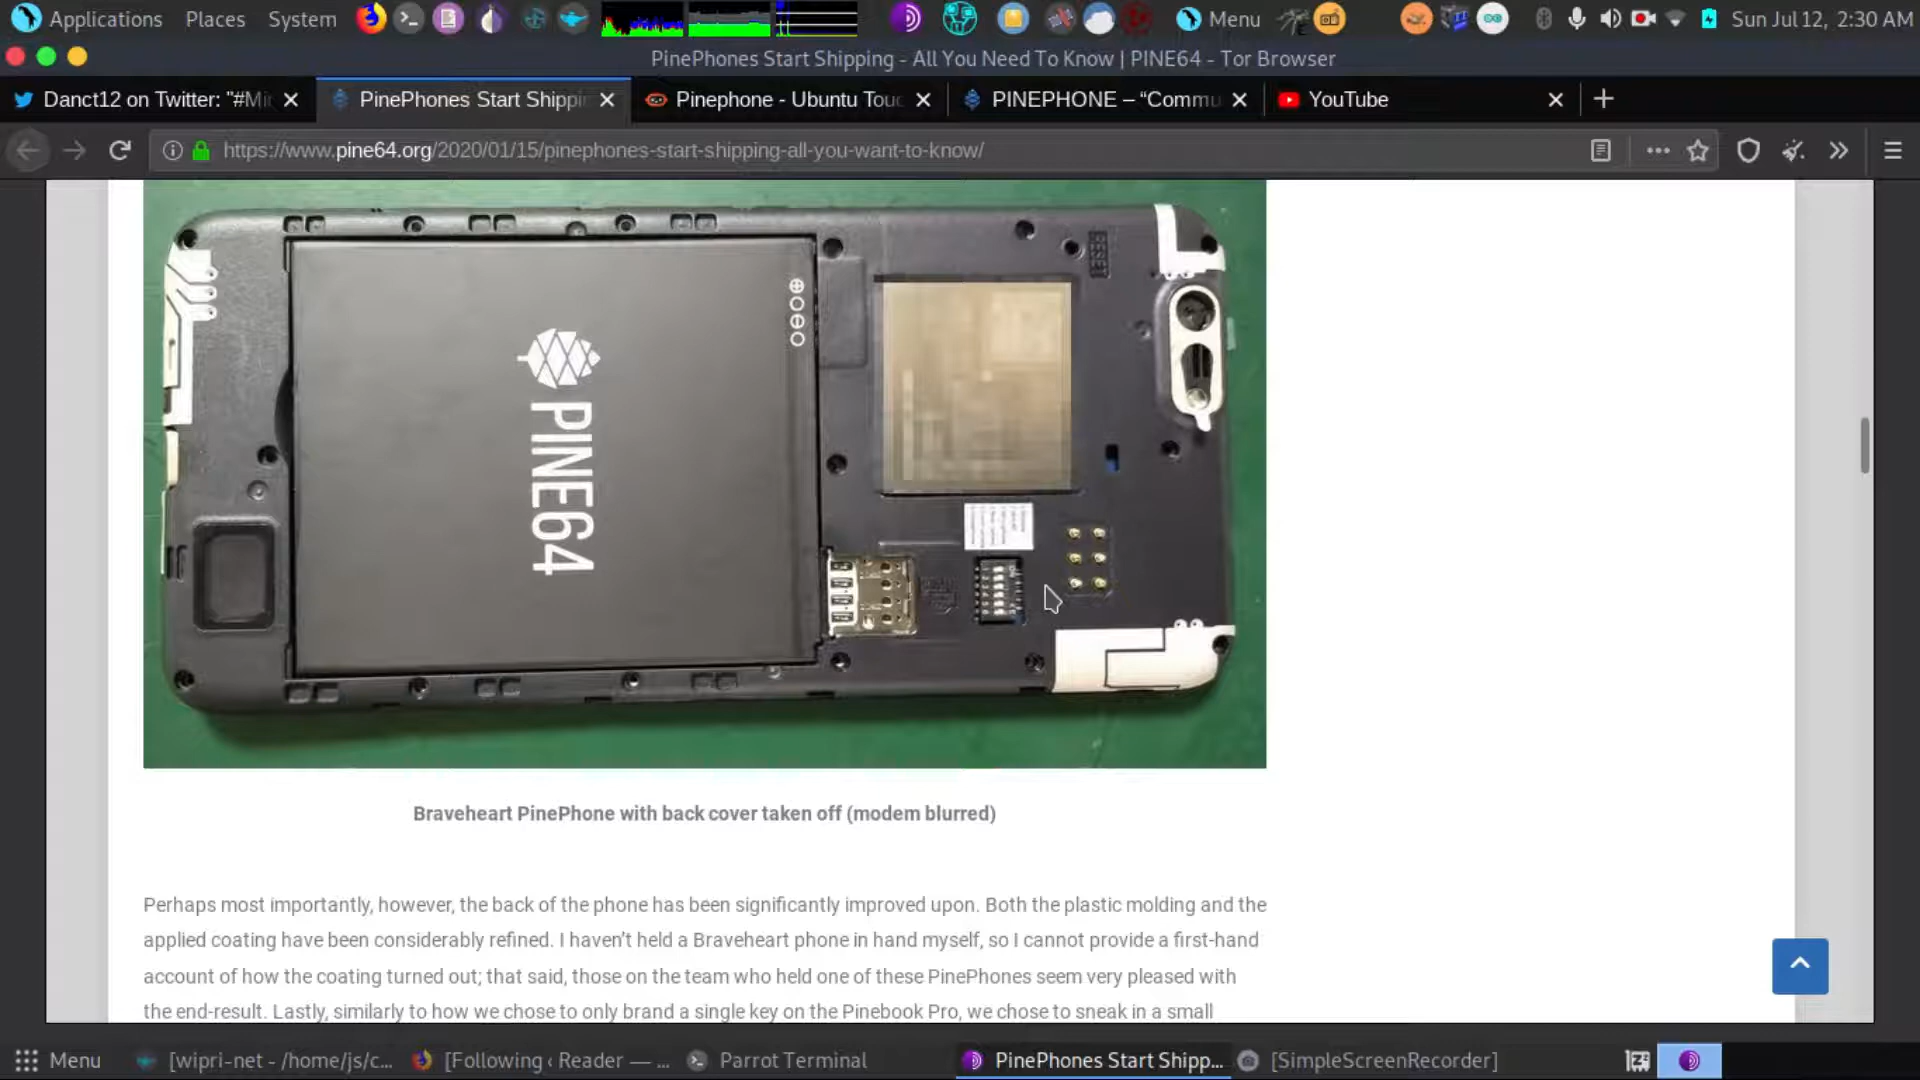 Applications Places System Menu Sun Jul 12, 2:30 AM
PinePhones Start Shipping - All You Need To Know | PINE64 - Tor Browser
Danct12 on Twitter: "#Mi PinePhones Start Shippi Pinephone - Ubuntu Touc PINEPHONE – “Commu YouTube
https://www.pine64.org/2020/01/15/pinephones-start-shipping-all-you-want-to-know/
RESET
PINE64
Braveheart PinePhone with back cover taken off (modem blurred)
Perhaps most importantly, however, the back of the phone has been significantly improved upon. Both the plastic molding and the
applied coating have been considerably refined. I haven’t held a Braveheart phone in hand myself, so I cannot provide a first-hand
account of how the coating turned out; that said, those on the team who held one of these PinePhones seem very pleased with
the end-result. Lastly, similarly to how we chose to only brand a single key on the Pinebook Pro, we chose to sneak in a small
Menu [wipri-net - /home/js/c... [Following ‹ Reader — ... Parrot Terminal PinePhones Start Shipp... [SimpleScreenRecorder]